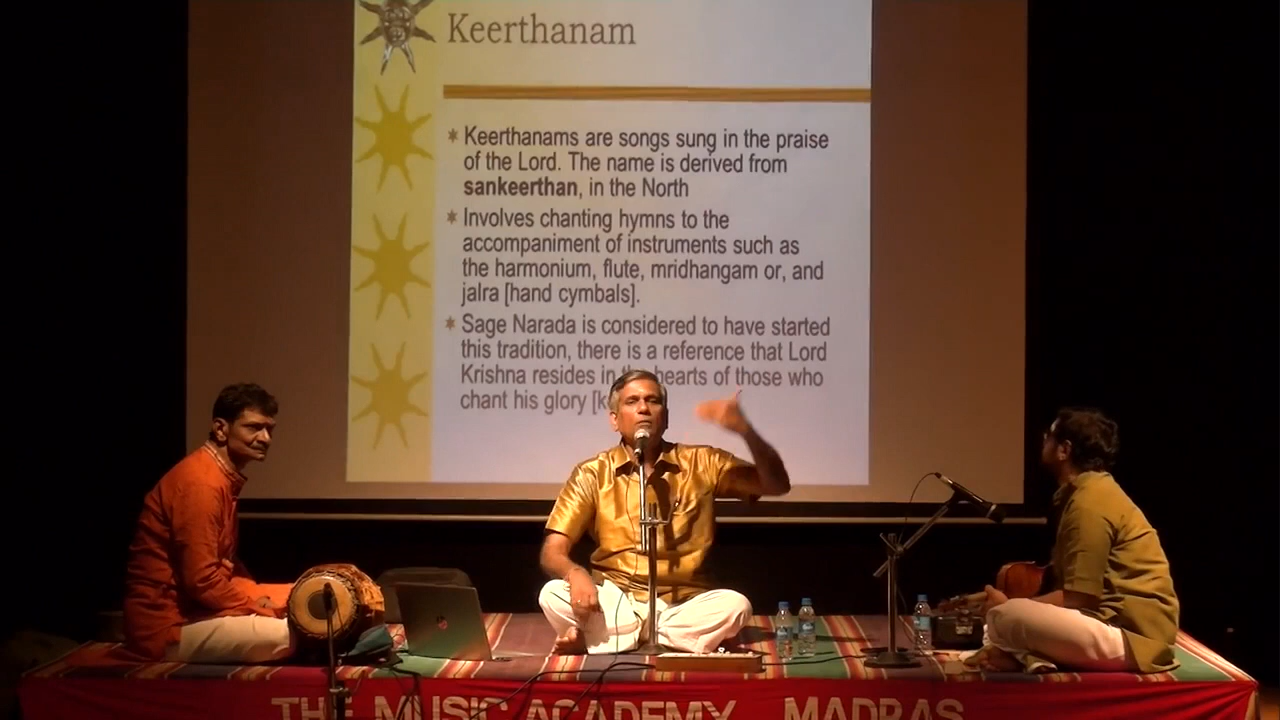 Keerthanam
Keerthanams are songs sung in the praise
of the Lord. The name is derived from
sankeerthan, in the North
Involves chanting hymns to the
accompaniment of instruments such as
the harmonium, flute, mridhangam or, and
jalra [hand cymbals].
Sage Narada is considered to have started
this tradition, there is a reference that Lord
Krishna resides in hearts of those who
chant his glory
THE MUSIC ACADEMY MADRAS